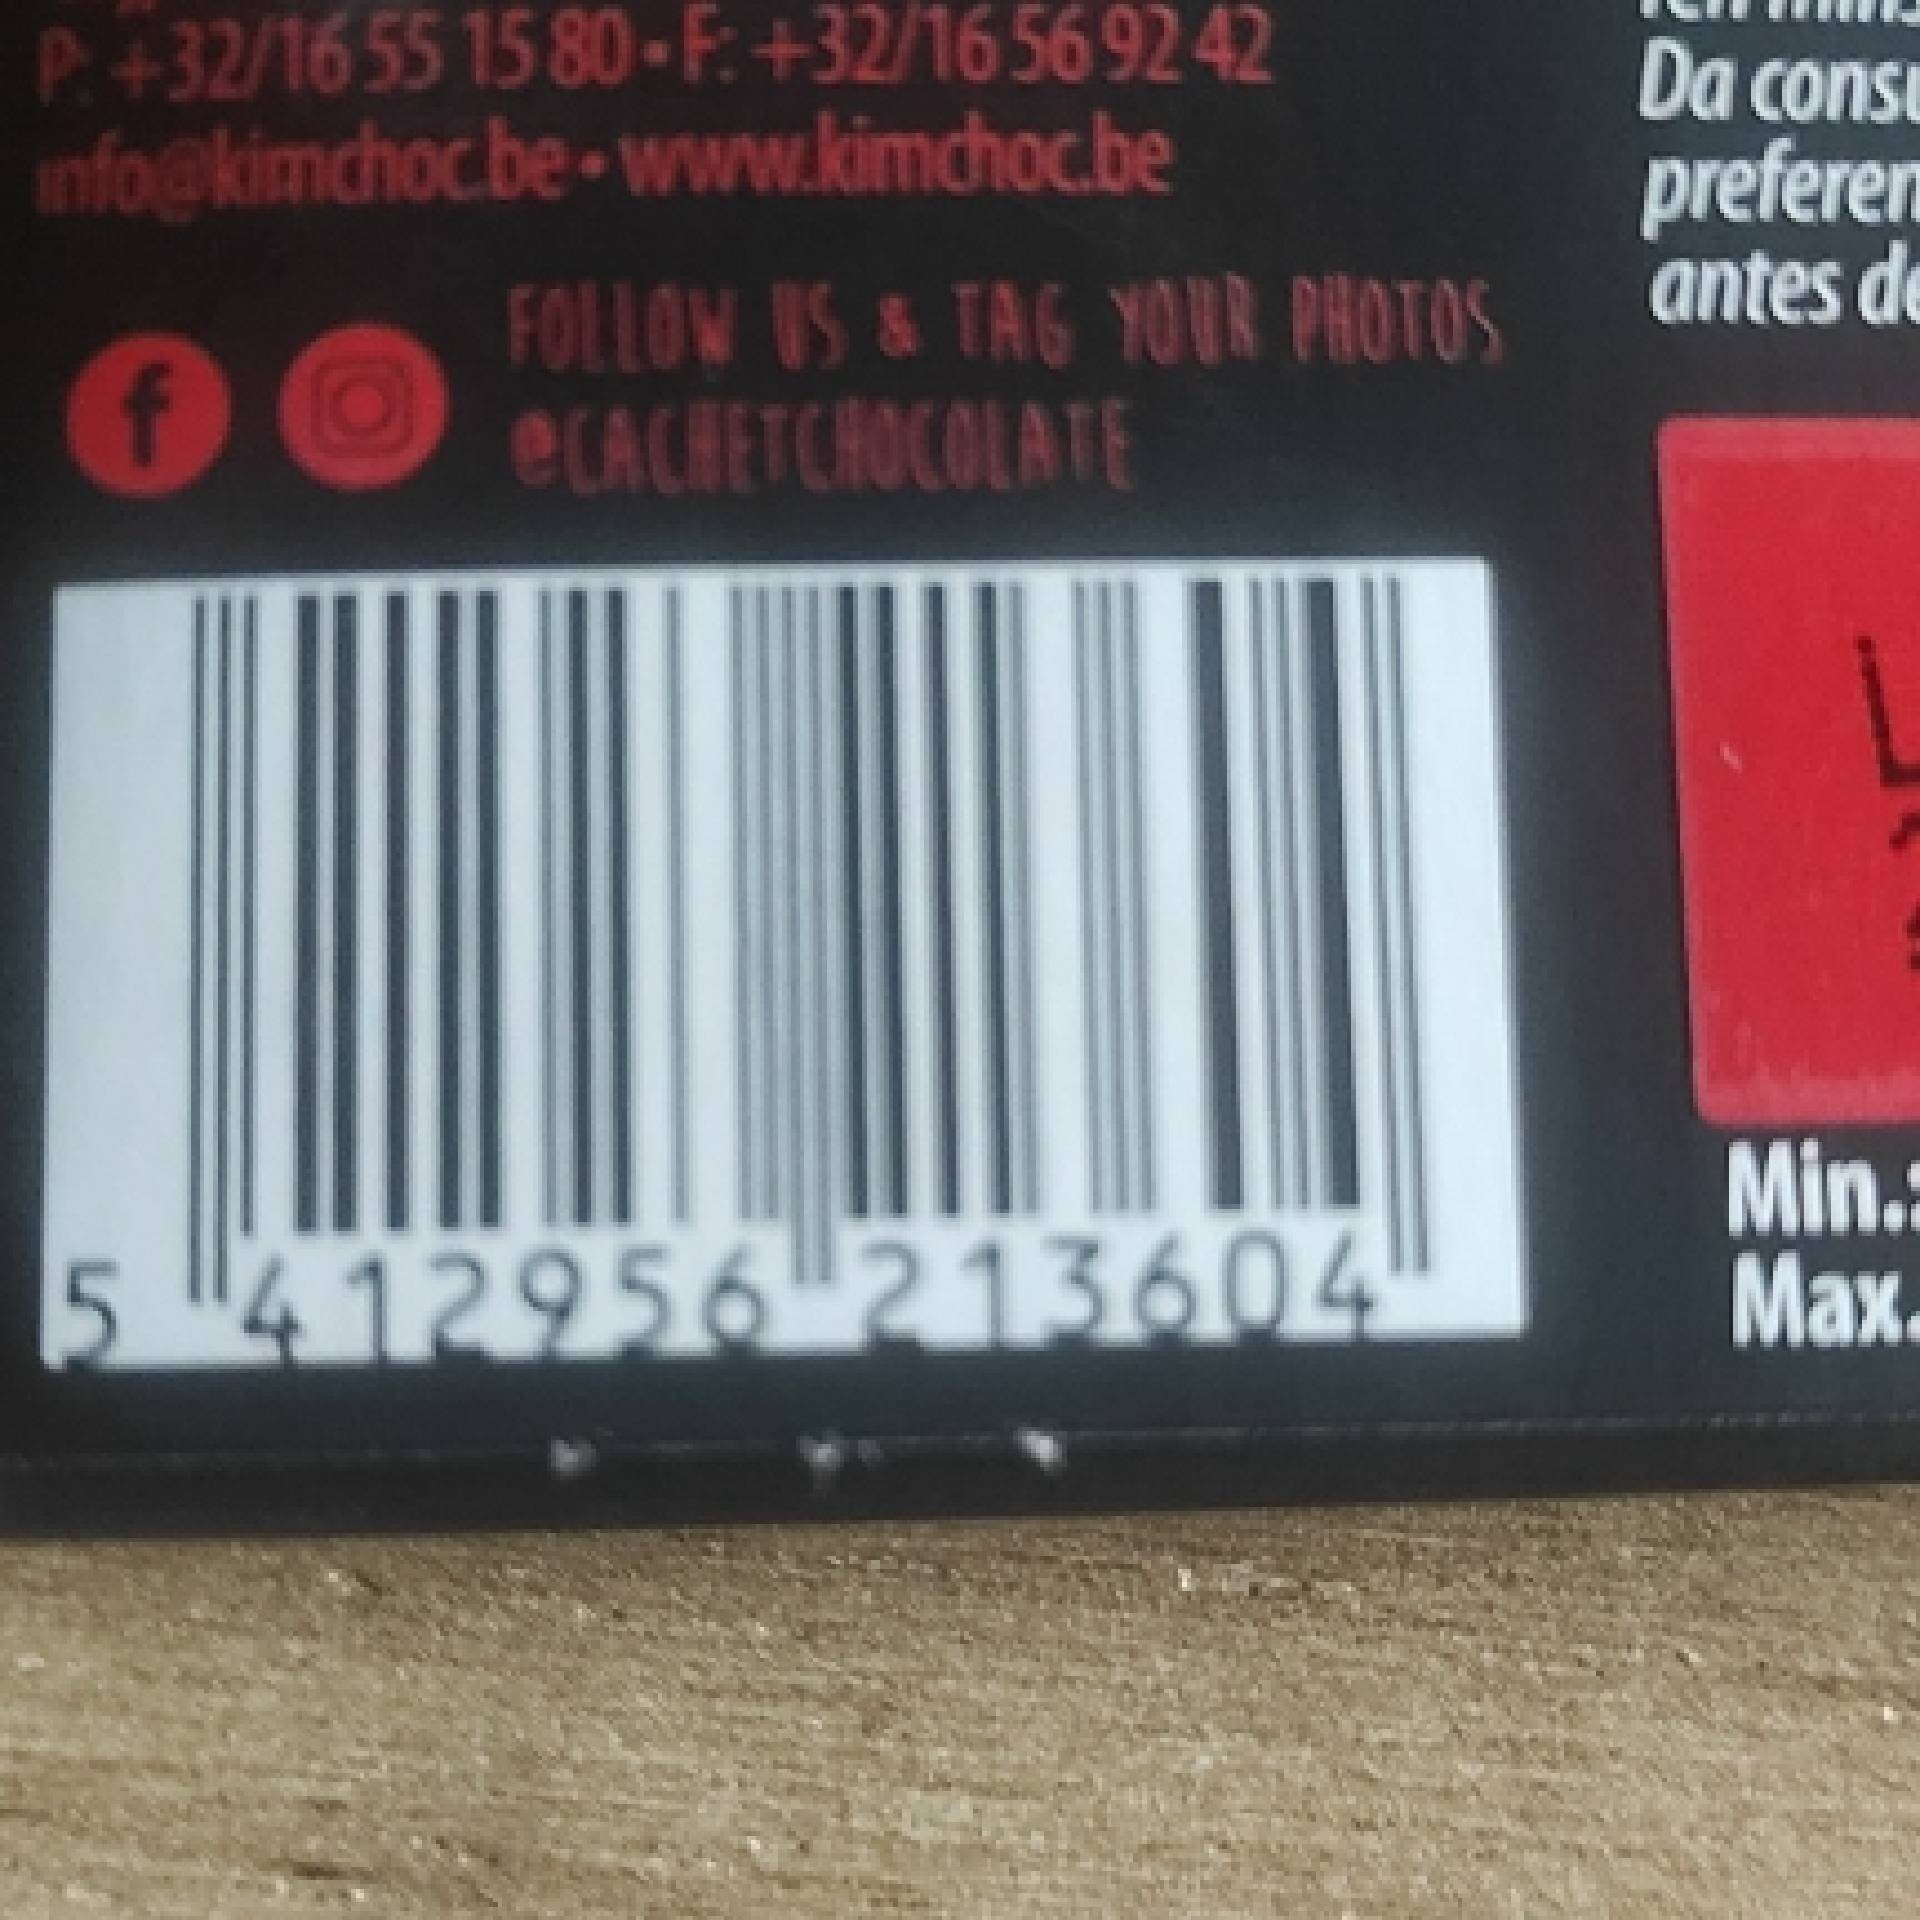 P: +32/16 55 15 80 • F: +32/16 56 92 42
info@kimchoc.be • www.kimchoc.be
FOLLOW US & TAG YOUR PHOTOS
@CACHETCHOCOLATE
5 412956 213604
Da consu
preferen
antes de
L
Min.:
Max.